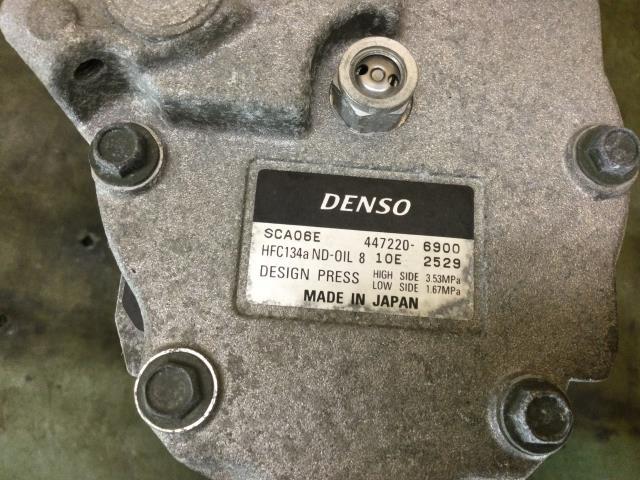 DENSO
SCA06E 447220- 6900
HFC134a ND-OIL 8 10E 2529
DESIGN PRESS HIGH SIDE 3.53MPa
LOW SIDE 1.67MPa
MADE IN JAPAN